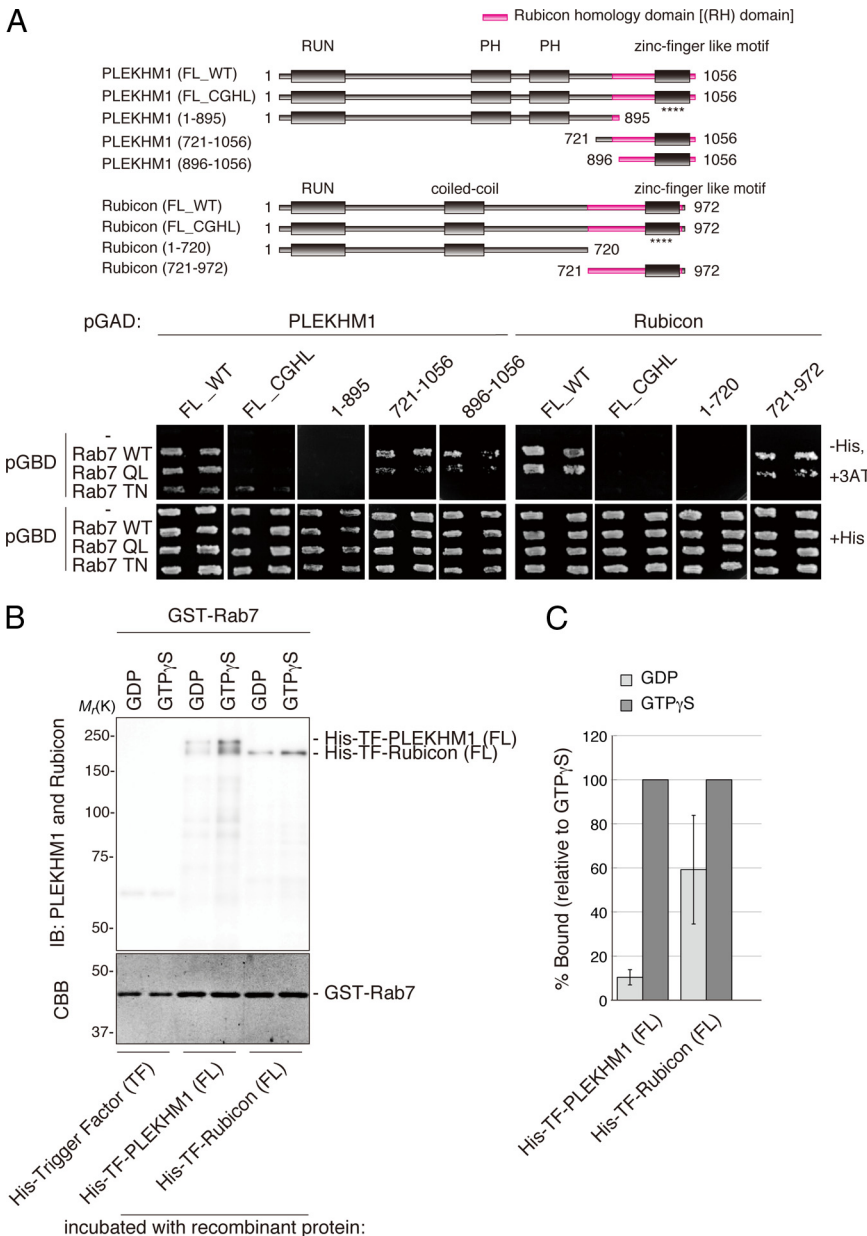 A
Rubicon homology domain [(RH) domain]
RUN PH PH zinc-finger like motif
PLEKHM1 (FL_WT) 1 1056
PLEKHM1 (FL_CGHL) 1 1056
****
PLEKHM1 (1-895) 1 895
PLEKHM1 (721-1056) 721 1056
PLEKHM1 (896-1056) 896 1056
RUN coiled-coil zinc-finger like motif
Rubicon (FL_WT) 1 972
Rubicon (FL_CGHL) 1 972
****
Rubicon (1-720) 1 720
Rubicon (721-972) 721 972
pGAD: PLEKHM1 Rubicon
FL_WT FL_CGHL 1-895 721-1056 896-1056 FL_WT FL_CGHL 1-720 721-972
-
pGBD Rab7 WT -His,
Rab7 QL +3AT
Rab7 TN
-
pGBD Rab7 WT +His
Rab7 QL
Rab7 TN
B
GST-Rab7
GDP GTPγS GDP GTPγS GDP GTPγS
Mr(K)
250-
150-
100-
75-
50-
- His-TF-PLEKHM1 (FL)
- His-TF-Rubicon (FL)
IB: PLEKHM1 and Rubicon
50-
37-
- GST-Rab7
CBB
His-Trigger Factor (TF)
His-TF-PLEKHM1 (FL)
His-TF-Rubicon (FL)
incubated with recombinant protein:
C
GDP
GTPγS
120
100
80
60
40
20
0
% Bound (relative to GTPγS)
His-TF-PLEKHM1 (FL)
His-TF-Rubicon (FL)